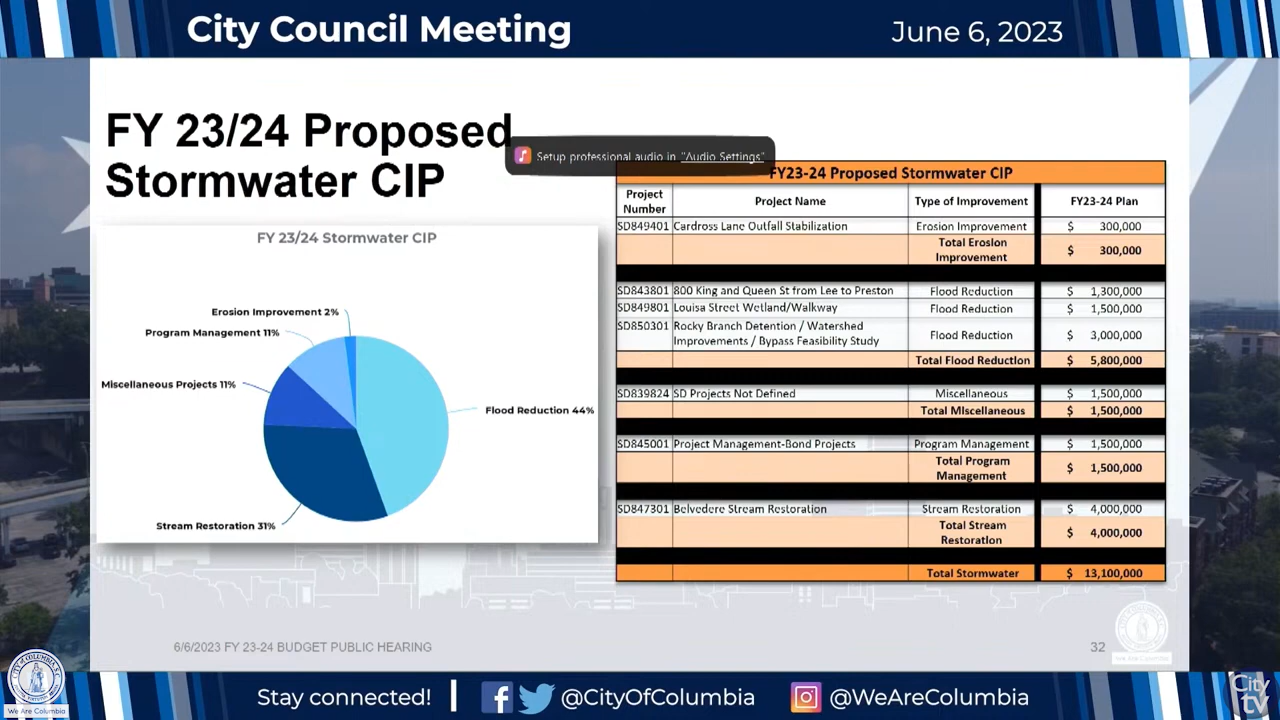 City Council Meeting
June 6, 2023
FY 23/24 Proposed
Stormwater CIP
Setup professional audio in "Audio Settings"
FY 23/24 Stormwater CIP
Erosion Improvement 2%
Program Management 11%
Miscellaneous Projects 11%
Flood Reduction 44%
Stream Restoration 31%
FY23-24 Proposed Stormwater CIP
Project Number Project Name Type of Improvement FY23-24 Plan
SD849401 Cardross Lane Outfall Stabilization Erosion Improvement $ 300,000
Total Erosion Improvement $ 300,000
SD843801 800 King and Queen St from Lee to Preston Flood Reduction $ 1,300,000
SD849801 Louisa Street Wetland/Walkway Flood Reduction $ 1,500,000
SD850301 Rocky Branch Detention / Watershed Improvements / Bypass Feasibility Study Flood Reduction $ 3,000,000
Total Flood Reduction $ 5,800,000
SD839824 SD Projects Not Defined Miscellaneous $ 1,500,000
Total Miscellaneous $ 1,500,000
SD845001 Project Management-Bond Projects Program Management $ 1,500,000
Total Program Management $ 1,500,000
SD847301 Belvedere Stream Restoration Stream Restoration $ 4,000,000
Total Stream Restoration $ 4,000,000
Total Stormwater $ 13,100,000
6/6/2023 FY 23-24 BUDGET PUBLIC HEARING
32
We Are Columbia
We Are Columbia
Stay connected!
@CityOfColumbia
@WeAreColumbia
City
tv